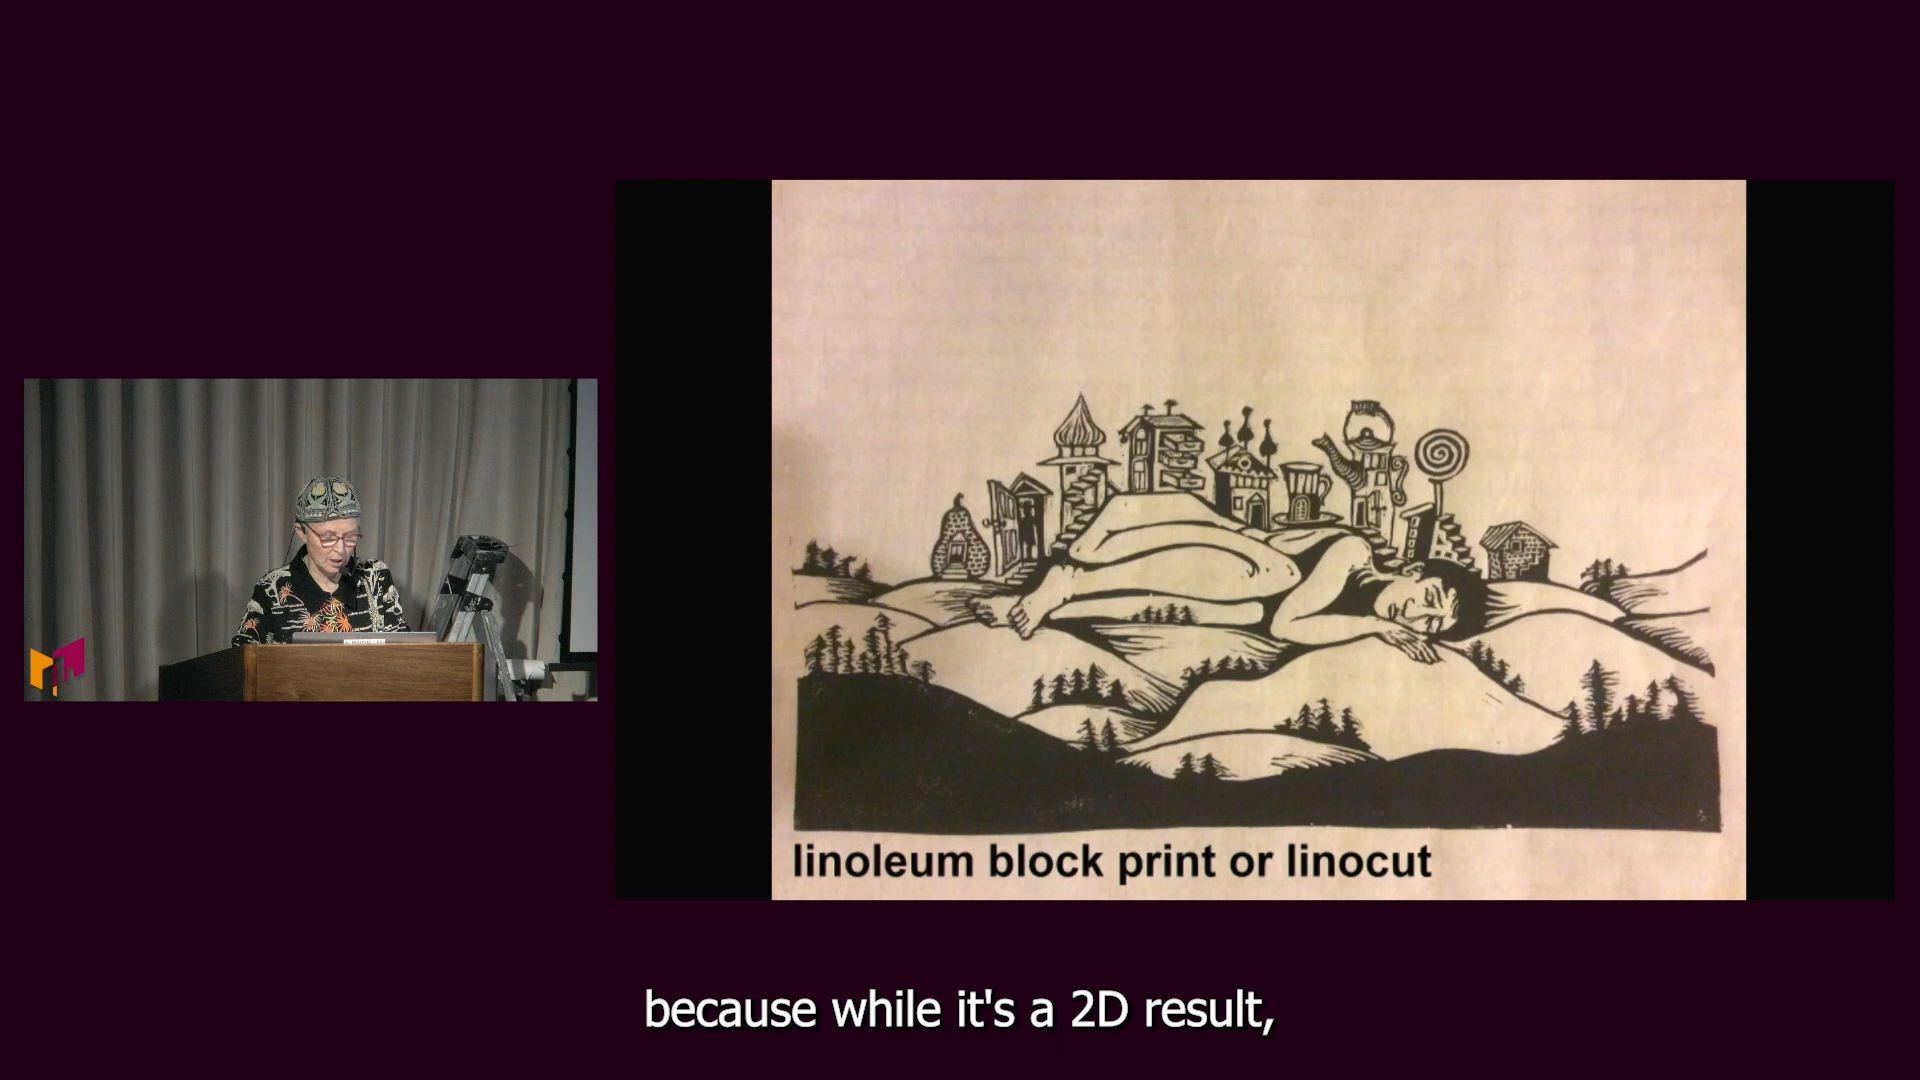 linoleum block print or linocut
because while it's a 2D result,